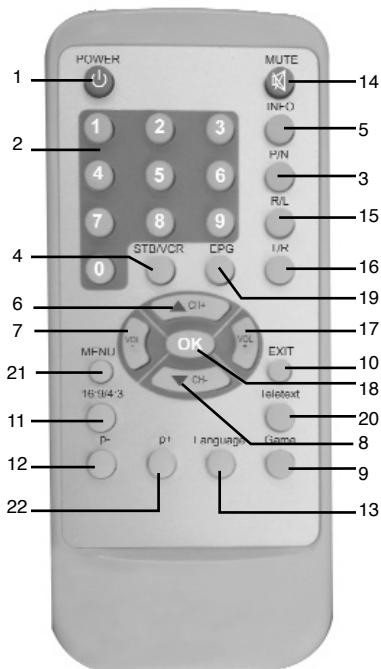 POWER MUTE
1 14
INFO
2 1 2 3 5
P/N
4 5 6 3
R/L
7 8 9 15
4 STB/VCR EPG T/R
0 16
19
6 CH+
7 VOL - OK VOL + 17
MENU EXIT 10
21 CH- 18
16:9/4:3 Teletext 20
11 8
P- P+ Language Game
12 9
22 13